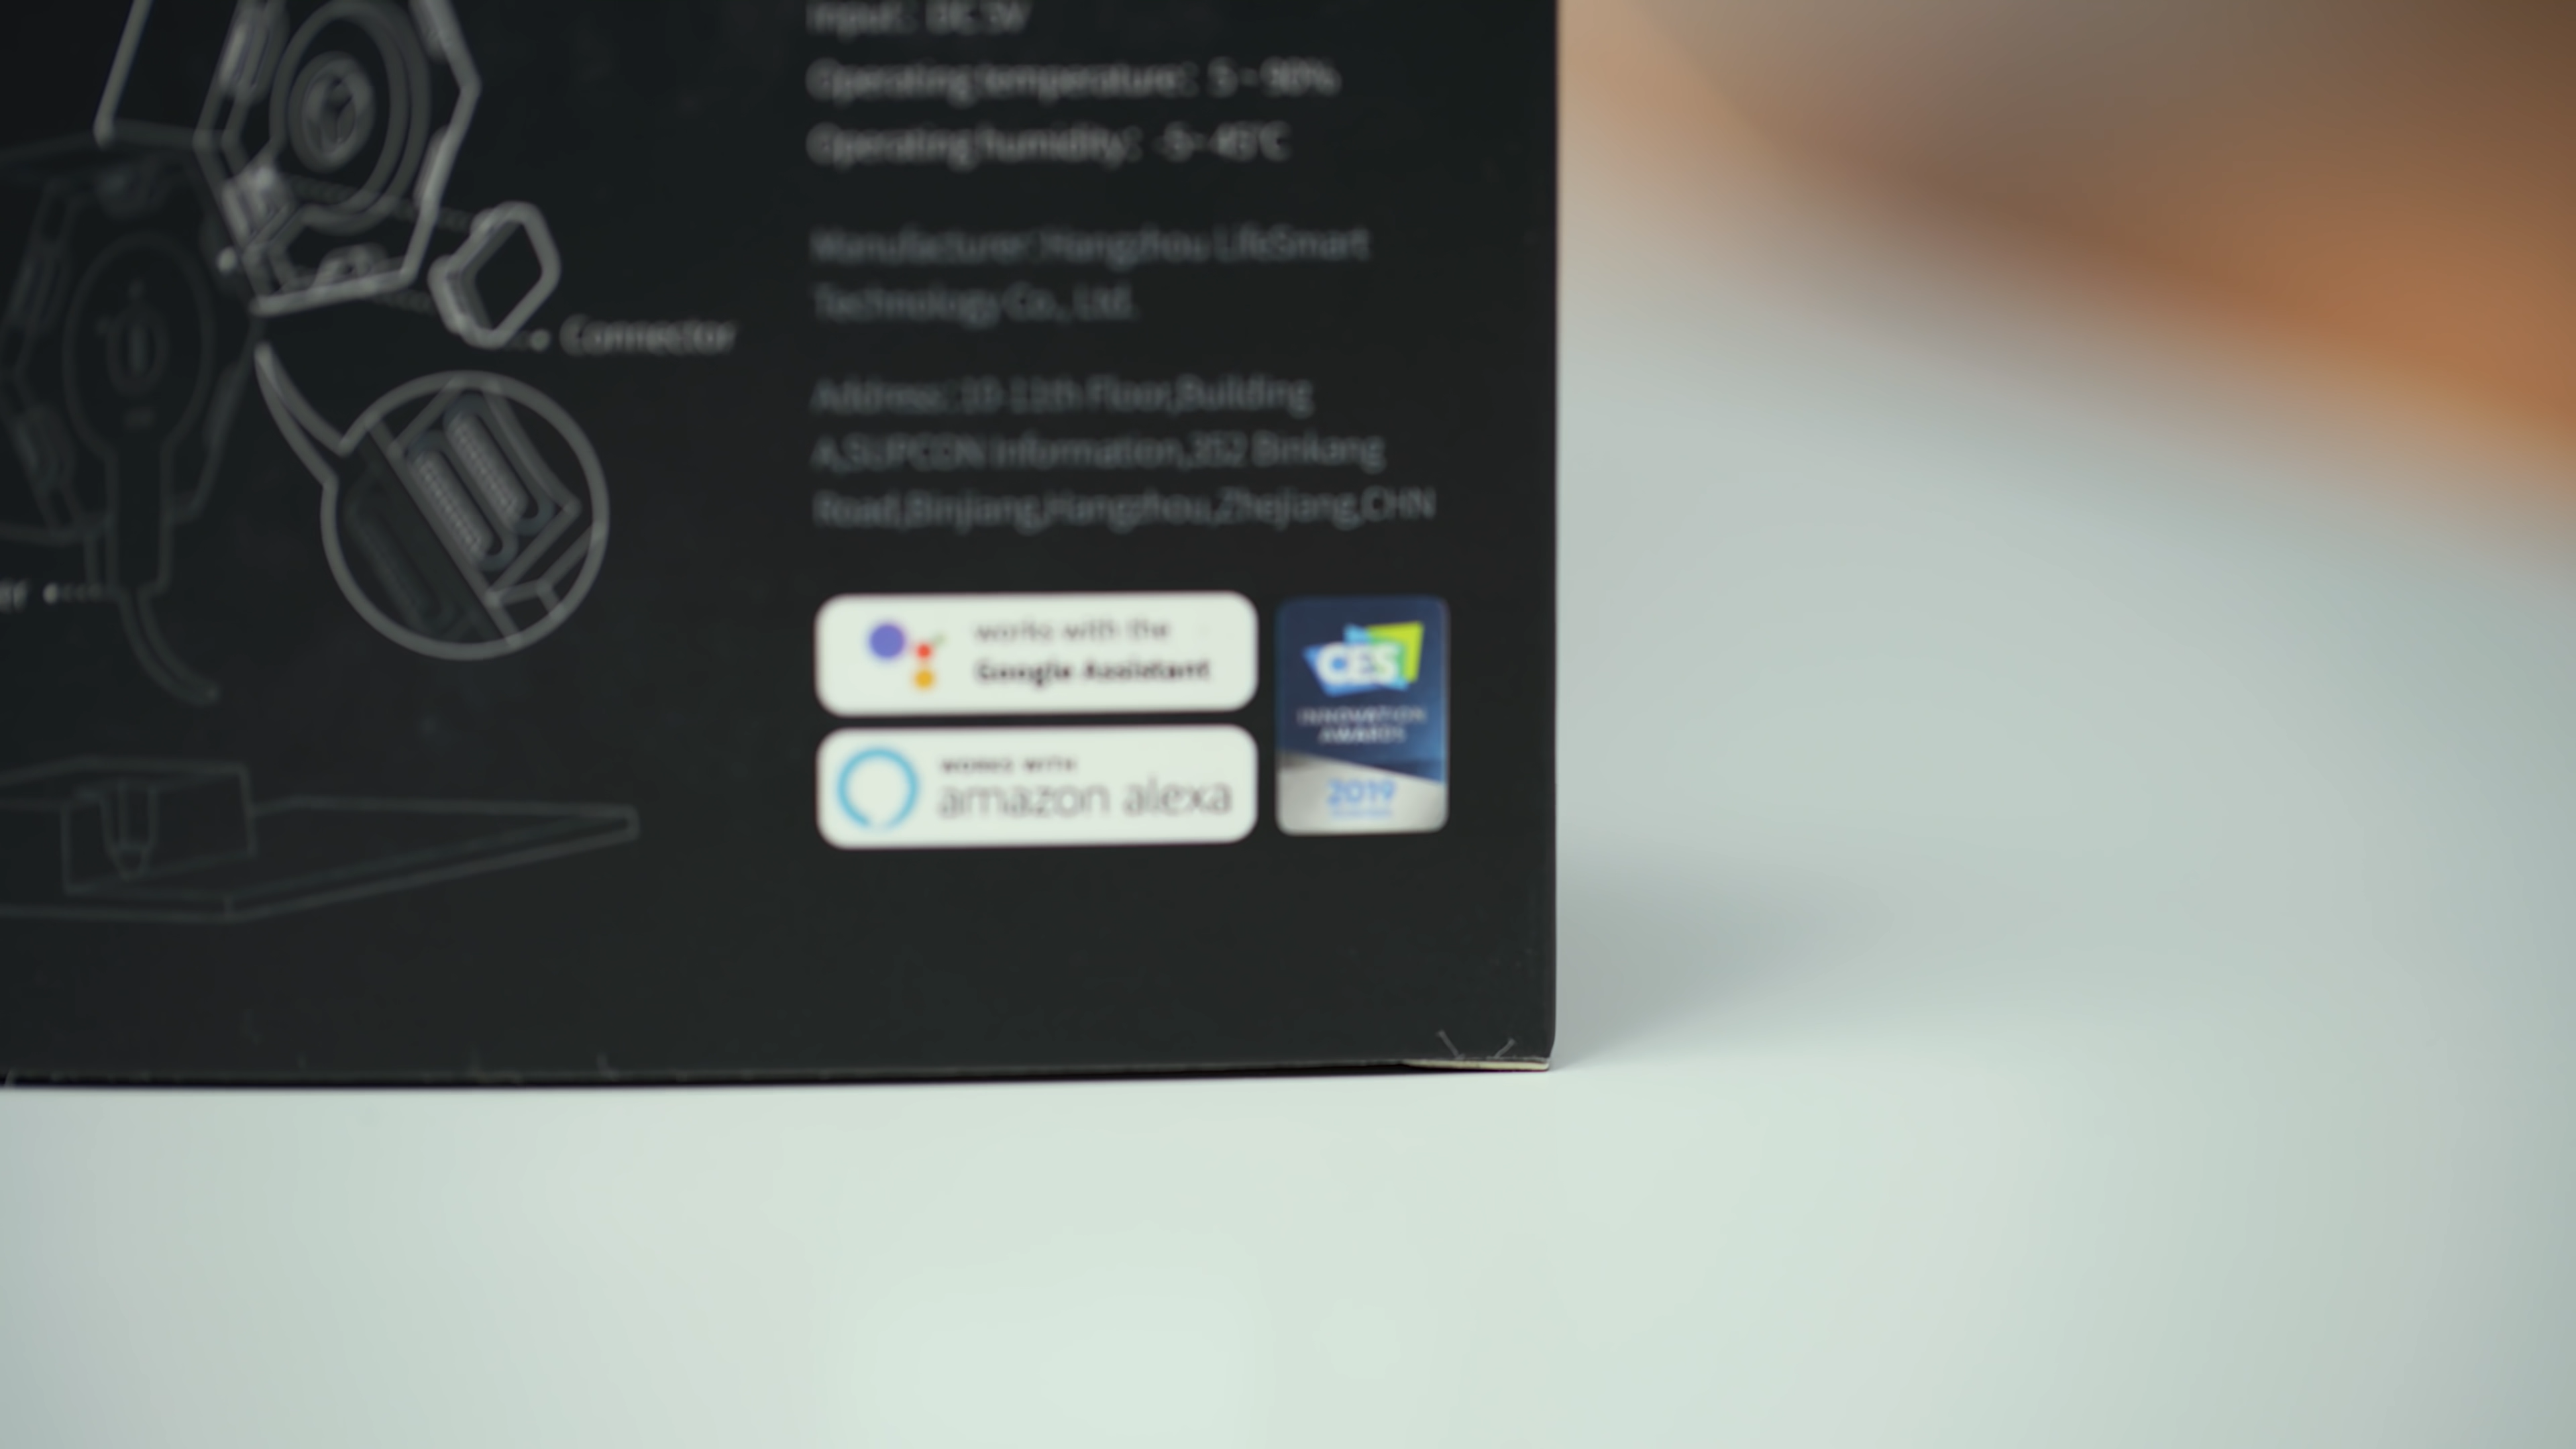 Input: DC 5V
Operating temperature: 5~90%
Operating humidity: -5~45°C
Manufacturer:Hangzhou LifeSmart
Technology Co., Ltd.
Connector
Address:10-11th Floor,Building
A,SUPCON Information,352 Binkang
Road,Binjiang,Hangzhou,Zhejiang,CHN
works with the
Google Assistant
WORKS WITH
amazon alexa
CES
INNOVATION
AWARDS
2019